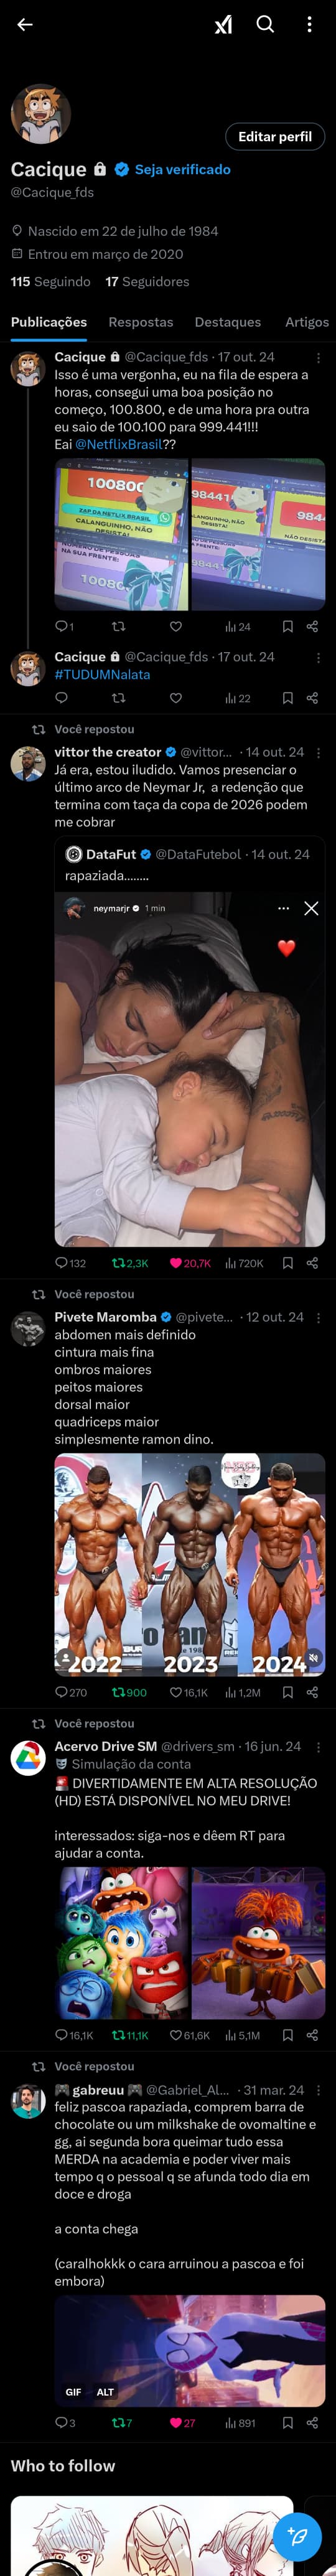 Editar perfil
Cacique Seja verificado
@Cacique_fds
Nascido em 22 de julho de 1984
Entrou em março de 2020
115 Seguindo 17 Seguidores
Publicações Respostas Destaques Artigos
Cacique @Cacique_fds · 17 out. 24
Isso é uma vergonha, eu na fila de espera a
horas, consegui uma boa posição no
começo, 100.800, e de uma hora pra outra
eu saio de 100.100 para 999.441!!!
Eai @NetflixBrasil??
10080
ZAP DA NETLIX BRASIL
CALANGUINHO, NÃO
DESISTA!
NÚMERO DE PESSOAS
NA SUA FRENTE:
1008
98441
984
1 24
Cacique @Cacique_fds · 17 out. 24
#TUDUMNalata
22
Você repostou
vittor the creator @vittor... · 14 out. 24
Já era, estou iludido. Vamos presenciar o
último arco de Neymar Jr, a redenção que
termina com taça da copa de 2026 podem
me cobrar
DataFut @DataFutebol · 14 out. 24
rapaziada........
neymarjr 1 min
132 2,3K 20,7K 720K
Você repostou
Pivete Maromba @pivete... · 12 out. 24
abdomen mais definido
cintura mais fina
ombros maiores
peitos maiores
dorsal maior
quadriceps maior
simplesmente ramon dino.
2022 2023 2024
270 900 16,1K 1,2M
Você repostou
Acervo Drive SM @drivers_sm · 16 jun. 24
Simulação da conta
🚨 DIVERTIDAMENTE EM ALTA RESOLUÇÃO
(HD) ESTÁ DISPONÍVEL NO MEU DRIVE!
interessados: siga-nos e dêem RT para
ajudar a conta.
16,1K 11,1K 61,6K 5,1M
Você repostou
🎮 gabreuu 🎮 @Gabriel_Al... · 31 mar. 24
feliz pascoa rapaziada, comprem barra de
chocolate ou um milkshake de ovomaltine e
gg, ai segunda bora queimar tudo essa
MERDA na academia e poder viver mais
tempo q o pessoal q se afunda todo dia em
doce e droga
a conta chega
(caralhokkk o cara arruinou a pascoa e foi
embora)
GIF ALT
3 7 27 891
Who to follow